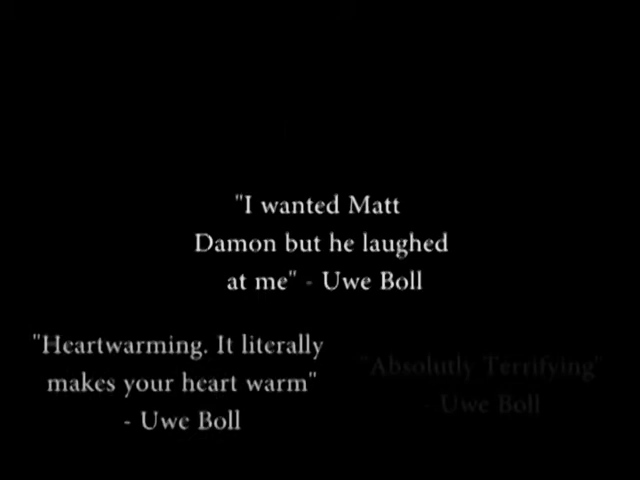 "I wanted Matt
Damon but he laughed
at me" - Uwe Boll
"Heartwarming. It literally
makes your heart warm"
- Uwe Boll
"Absolutly Terrifying"
- Uwe Boll